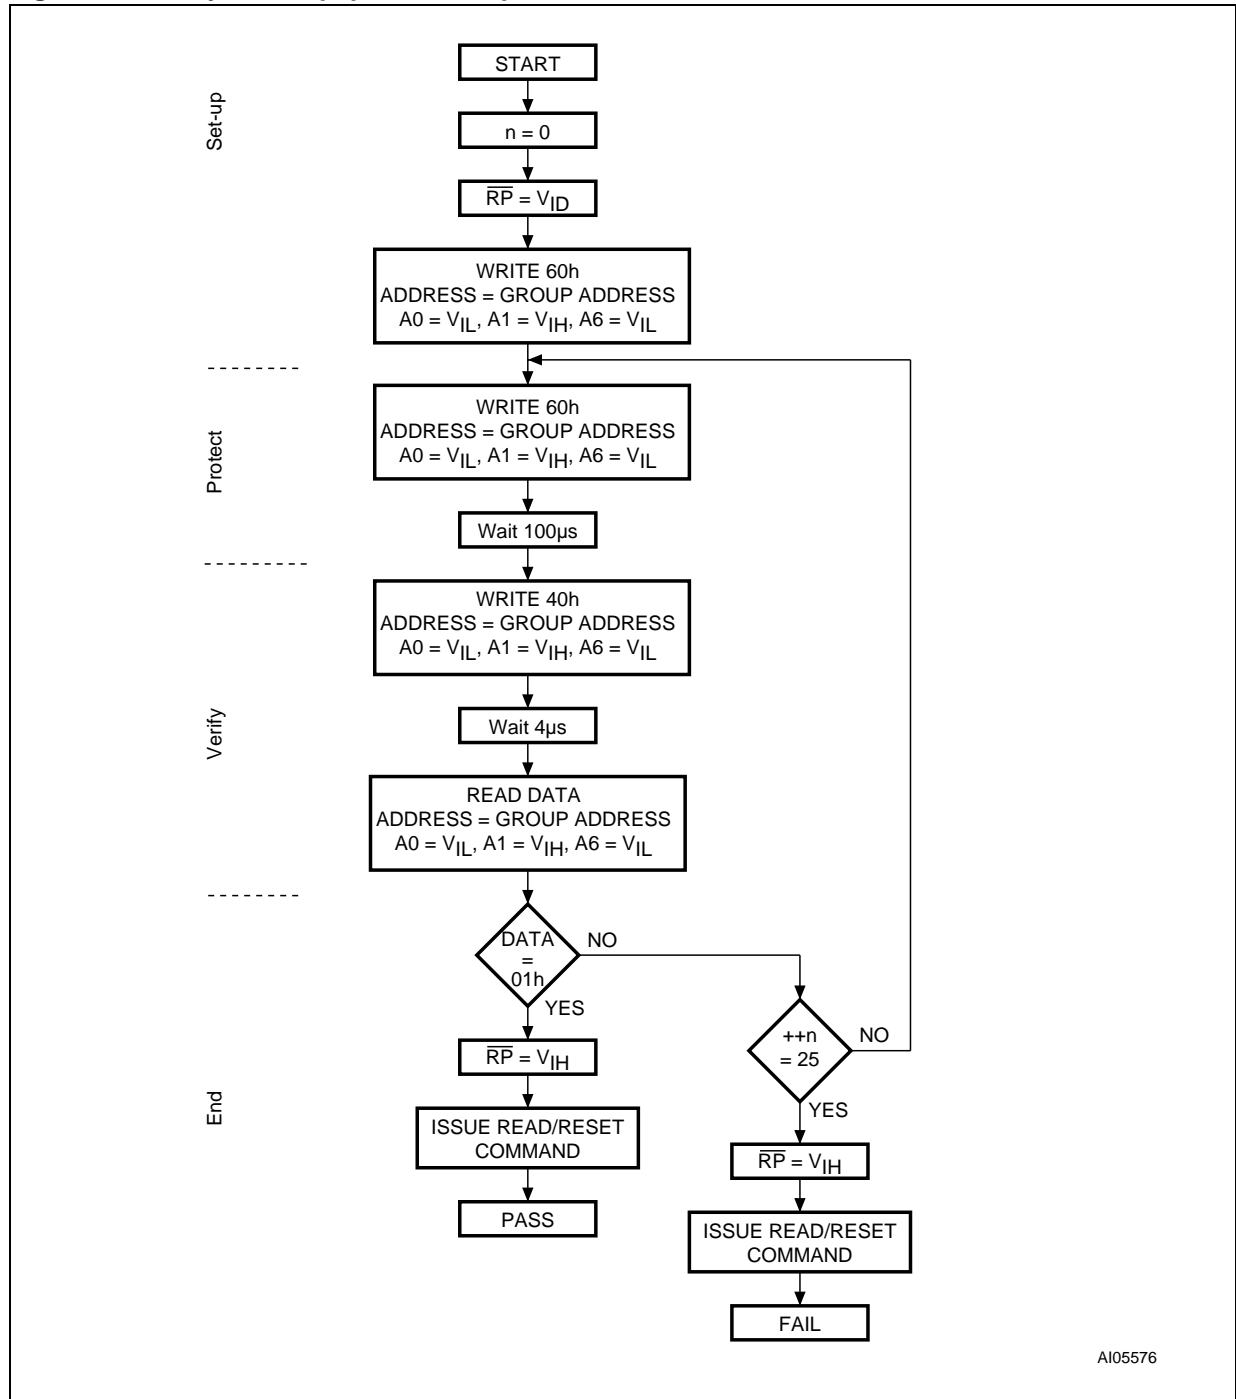 START
Set-up
n = 0
RP = VID
WRITE 60h
ADDRESS = GROUP ADDRESS
A0 = VIL, A1 = VIH, A6 = VIL
Protect
WRITE 60h
ADDRESS = GROUP ADDRESS
A0 = VIL, A1 = VIH, A6 = VIL
Wait 100µs
Verify
WRITE 40h
ADDRESS = GROUP ADDRESS
A0 = VIL, A1 = VIH, A6 = VIL
Wait 4µs
READ DATA
ADDRESS = GROUP ADDRESS
A0 = VIL, A1 = VIH, A6 = VIL
End
DATA
=
01h
NO
YES
++n
= 25
NO
YES
RP = VIH
ISSUE READ/RESET
COMMAND
PASS
RP = VIH
ISSUE READ/RESET
COMMAND
FAIL
AI05576